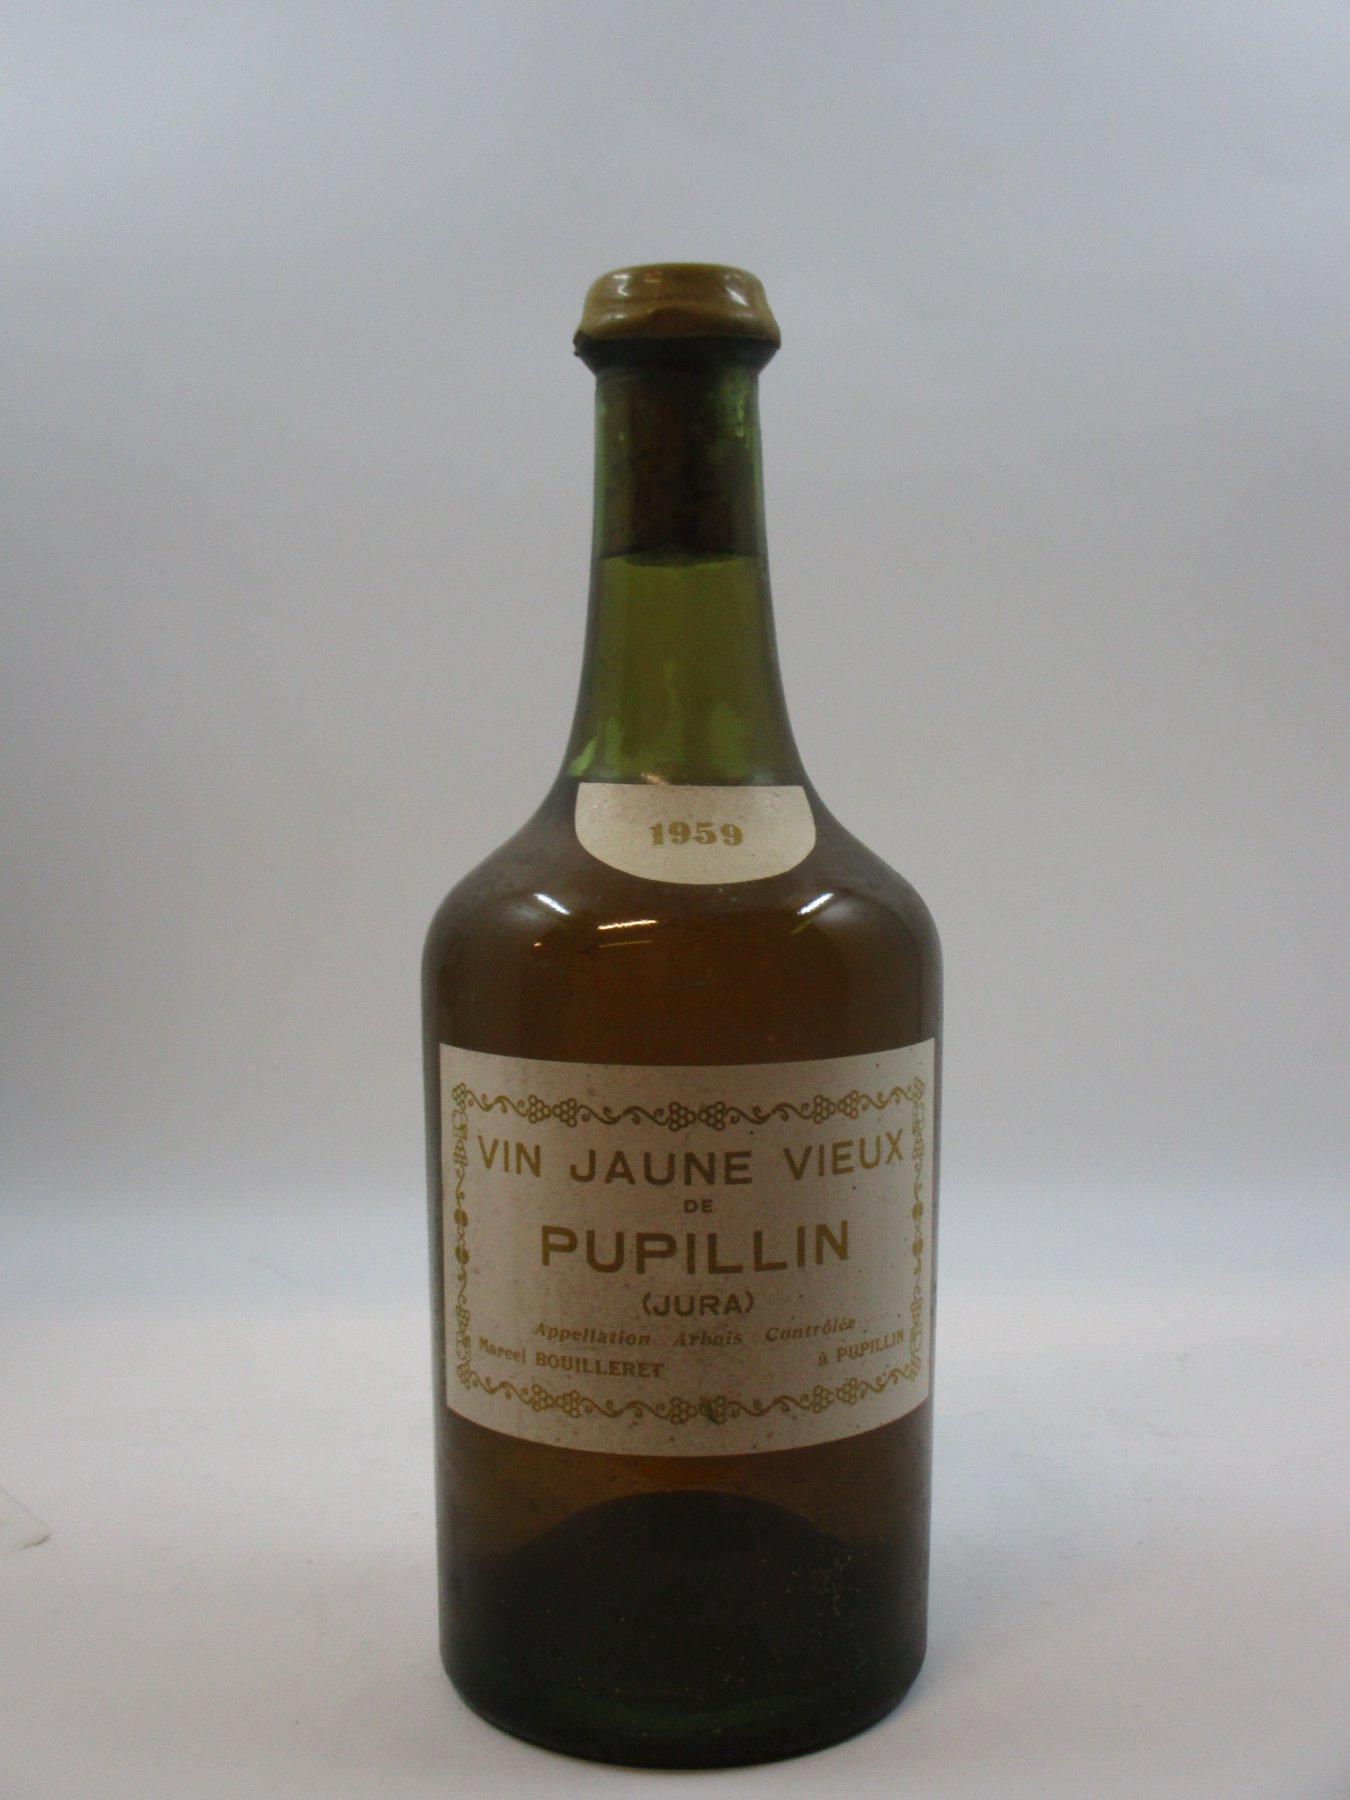 1959
VIN JAUNE VIEUX
DE
PUPILLIN
(JURA)
Appellation Arbois Contrôlée
Marcel BOUILLERET à PUPILLIN